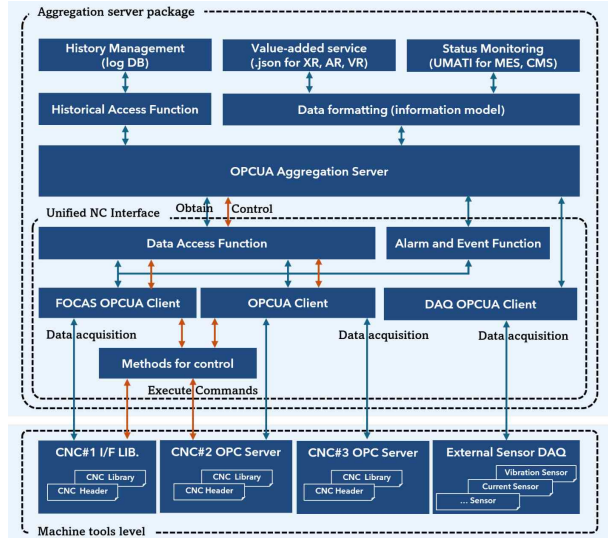 Aggregation server package
History Management
(log DB)
Value-added service
(.json for XR, AR, VR)
Status Monitoring
(UMATI for MES, CMS)
Historical Access Function
Data formatting (information model)
OPCUA Aggregation Server
Unified NC Interface
Obtain
Control
Data Access Function
Alarm and Event Function
FOCAS OPCUA Client
OPCUA Client
DAQ OPCUA Client
Data acquisition
Data acquisition
Data acquisition
Methods for control
Execute Commands
CNC#1 I/F LIB.
CNC Library
CNC Header
CNC#2 OPC Server
CNC Library
CNC Header
CNC#3 OPC Server
CNC Library
CNC Header
External Sensor DAQ
Vibration Sensor
Current Sensor
... Sensor
Machine tools level